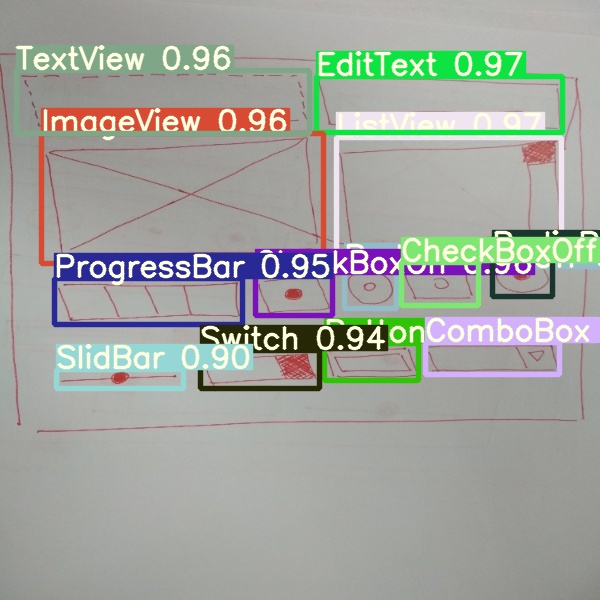 TextView 0.96
EditText 0.97
ImageView 0.96
ListView 0.97
ProgressBar 0.95
kBoxOn 0.96
CheckBoxOff
Switch 0.94
ComboBox
SlidBar 0.90